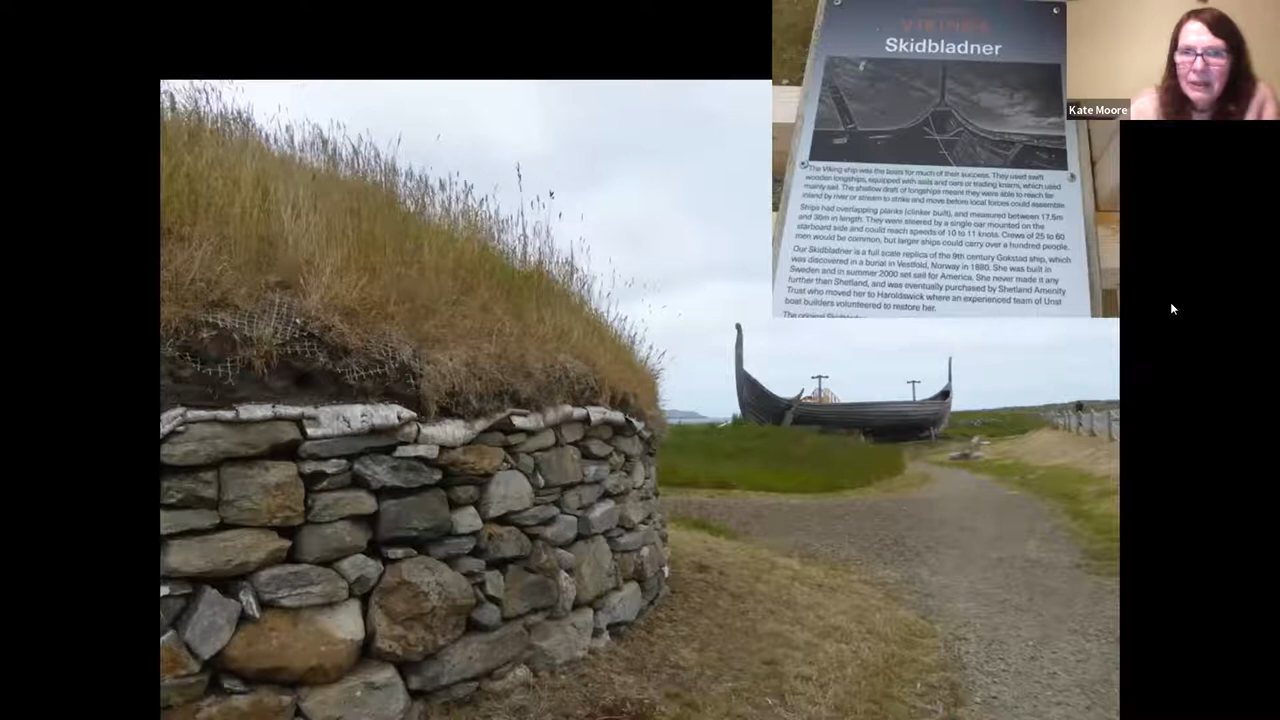 VIKINGS
Skidbladner
The Viking ship was the basis for much of their success. They used swift
wooden longships, equipped with sails and oars or trading knarrs, which used
mainly sail. The shallow draft of longships meant they were able to reach far
inland by river or stream to strike and move before local forces could assemble.
Ships had overlapping planks (clinker built), and measured between 17.5m
and 36m in length. They were steered by a single oar mounted on the
starboard side and could reach speeds of 10 to 11 knots. Crews of 25 to 60
men would be common, but larger ships could carry over a hundred people.
Our Skidbladner is a full scale replica of the 9th century Gokstad ship, which
was discovered in a burial in Vestfold, Norway in 1880. She was built in
Sweden and in summer 2000 set sail for America. She never made it any
further than Shetland, and was eventually purchased by Shetland Amenity
Trust who moved her to Haroldswick where an experienced team of Unst
boat builders volunteered to restore her.
The original Skidbladner
Kate Moore